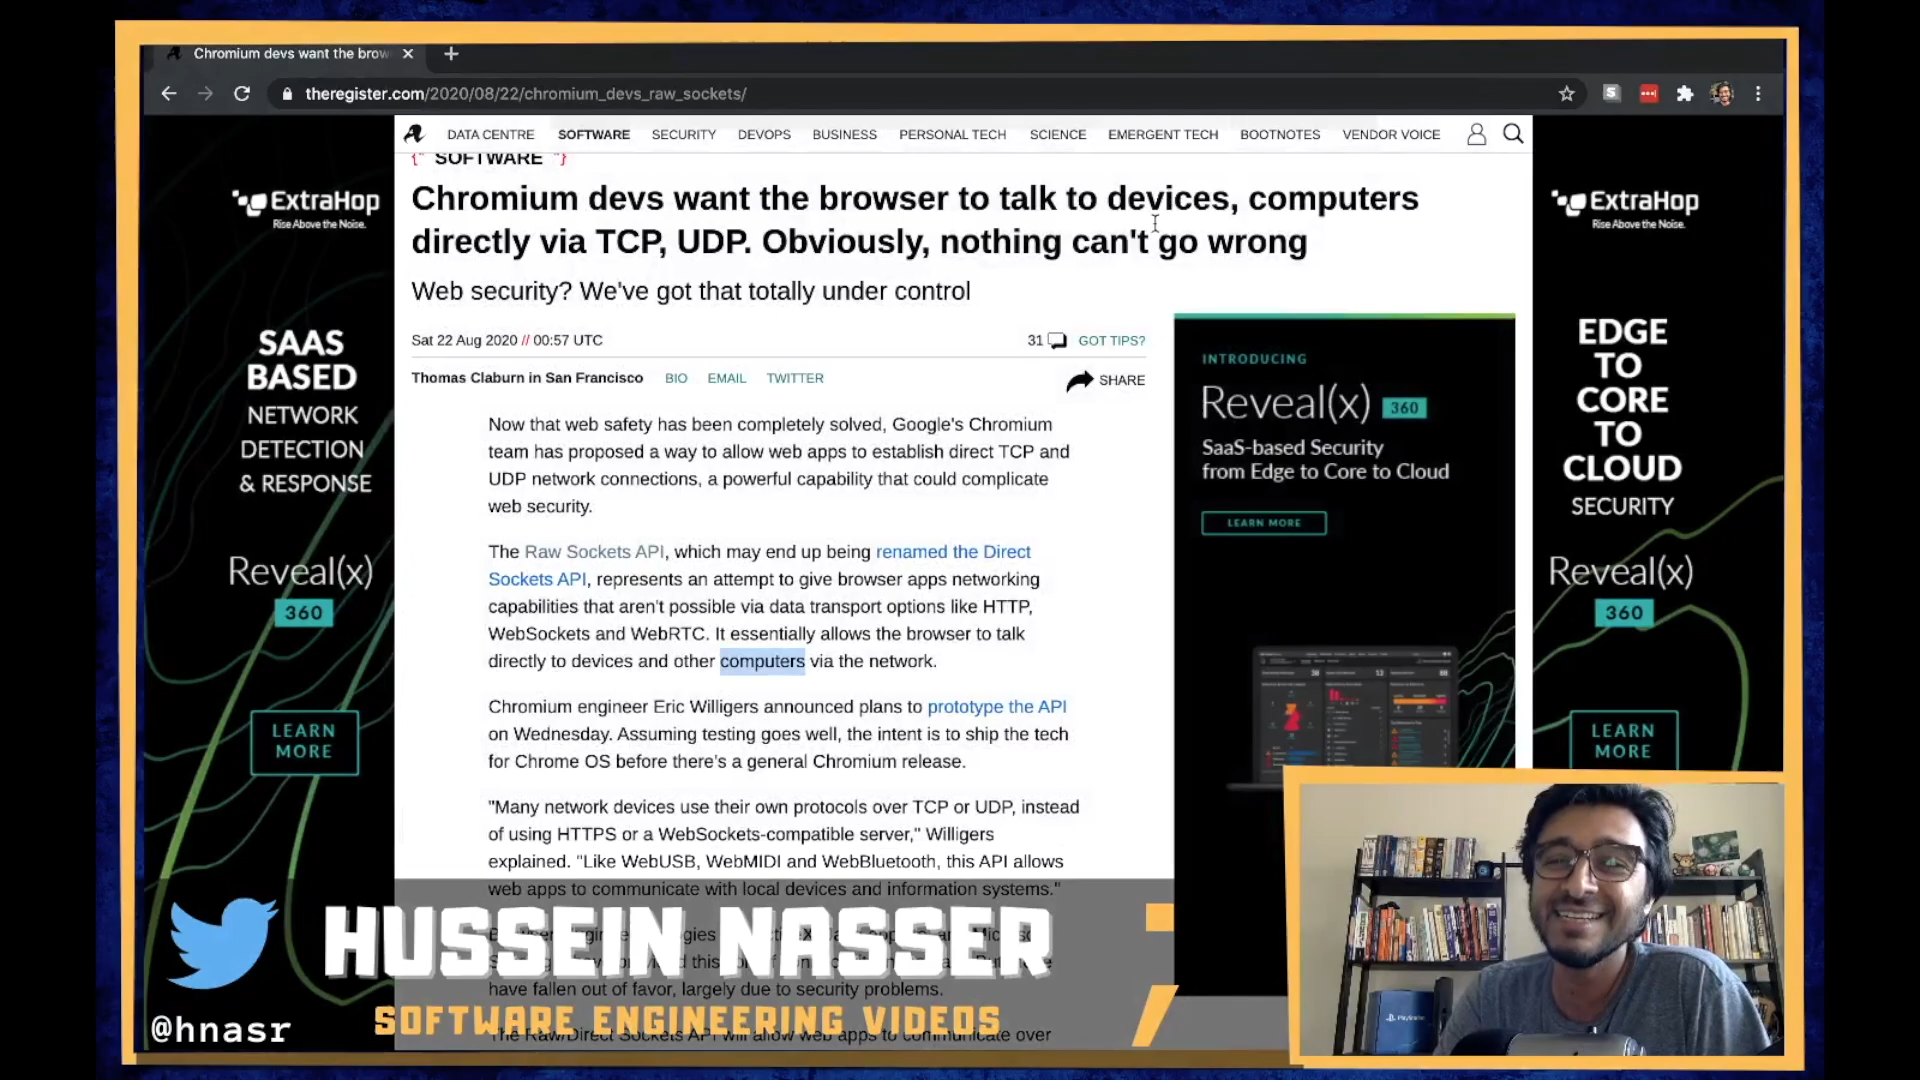 Chromium devs want the brow
theregister.com/2020/08/22/chromium_devs_raw_sockets/
DATA CENTRE SOFTWARE SECURITY DEVOPS BUSINESS PERSONAL TECH SCIENCE EMERGENT TECH BOOTNOTES VENDOR VOICE
{* SOFTWARE *}
Chromium devs want the browser to talk to devices, computers
directly via TCP, UDP. Obviously, nothing can't go wrong
Web security? We've got that totally under control
Sat 22 Aug 2020 // 00:57 UTC
31
GOT TIPS?
Thomas Claburn in San Francisco BIO EMAIL TWITTER
SHARE
Now that web safety has been completely solved, Google's Chromium
team has proposed a way to allow web apps to establish direct TCP and
UDP network connections, a powerful capability that could complicate
web security.
The Raw Sockets API, which may end up being renamed the Direct
Sockets API, represents an attempt to give browser apps networking
capabilities that aren't possible via data transport options like HTTP,
WebSockets and WebRTC. It essentially allows the browser to talk
directly to devices and other computers via the network.
Chromium engineer Eric Willigers announced plans to prototype the API
on Wednesday. Assuming testing goes well, the intent is to ship the tech
for Chrome OS before there's a general Chromium release.
"Many network devices use their own protocols over TCP or UDP, instead
of using HTTPS or a WebSockets-compatible server," Willigers
explained. "Like WebUSB, WebMIDI and WebBluetooth, this API allows
web apps to communicate with local devices and information systems."
have fallen out of favor, largely due to security problems.
The Raw/Direct Sockets API will allow web apps to communicate over
ExtraHop
Rise Above the Noise.
SAAS
BASED
NETWORK
DETECTION
& RESPONSE
Reveal(x)
360
LEARN
MORE
INTRODUCING
Reveal(x) 360
SaaS-based Security
from Edge to Core to Cloud
LEARN MORE
ExtraHop
Rise Above the Noise.
EDGE
TO
CORE
TO
CLOUD
SECURITY
Reveal(x)
360
LEARN
MORE
HUSSEIN NASSER
SOFTWARE ENGINEERING VIDEOS
;
@hnasr
PlayStation